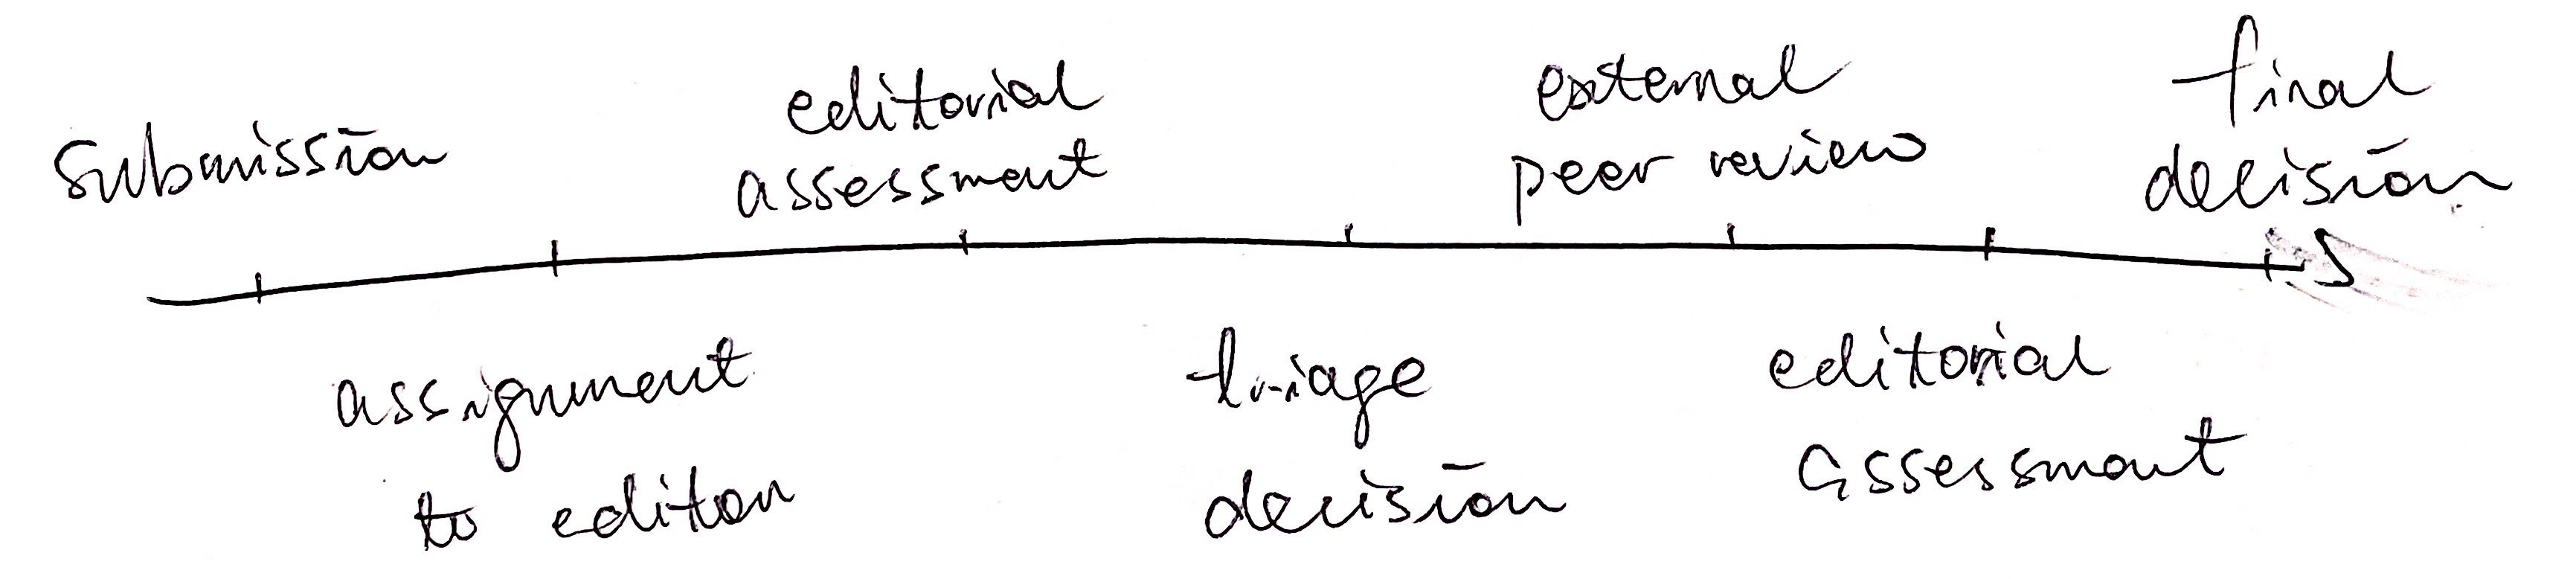 submission
assignment
to editor
editorial
assessment
triage
decision
external
peer review
editorial
assessment
final
decision